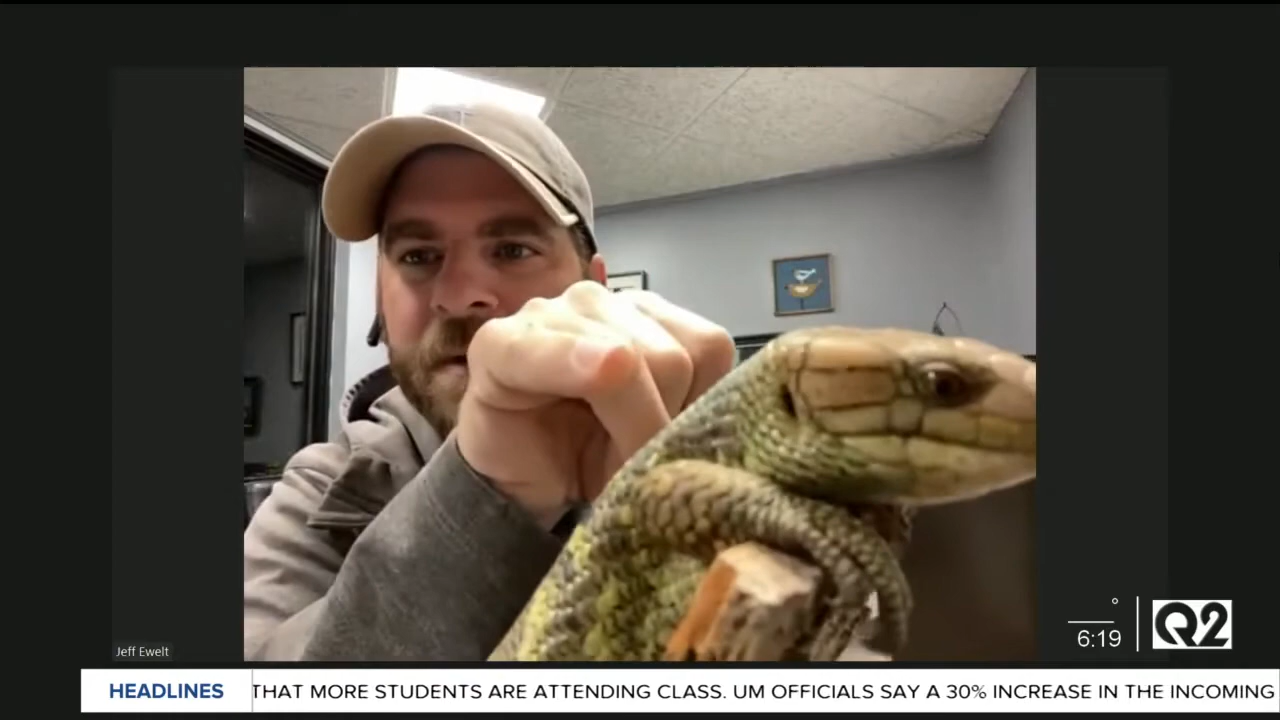 Jeff Ewelt
°
6:19
Q2
HEADLINES
THAT MORE STUDENTS ARE ATTENDING CLASS. UM OFFICIALS SAY A 30% INCREASE IN THE INCOMING